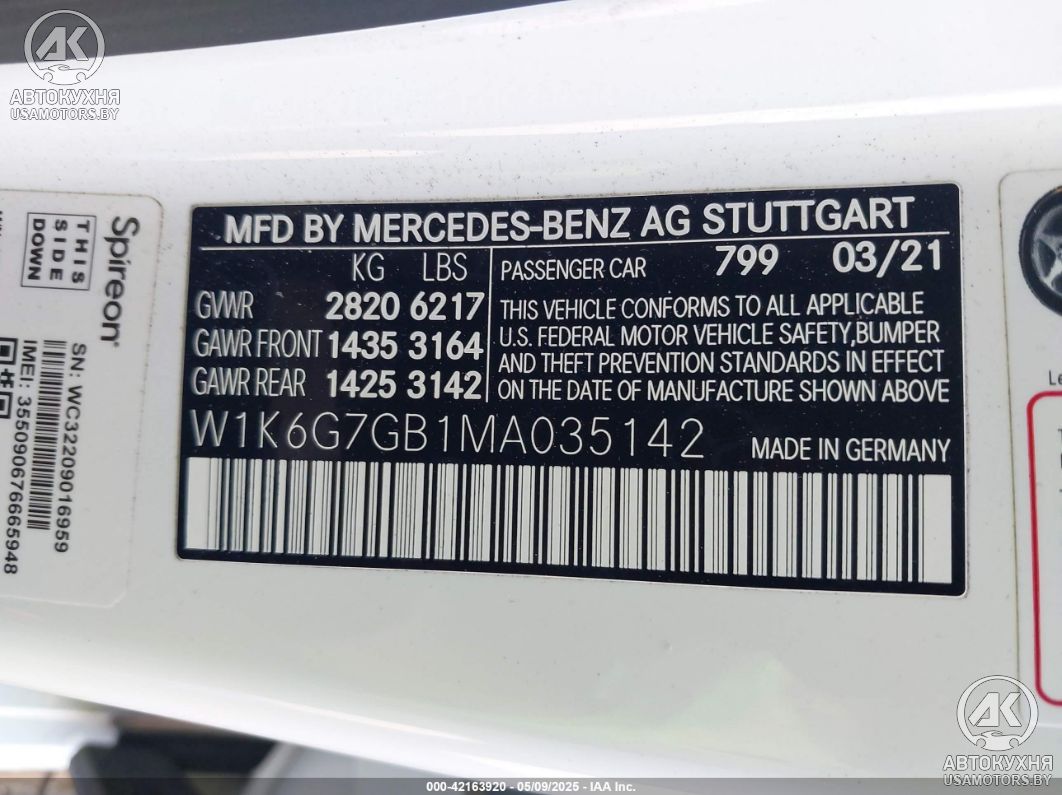 АВТОКУХНЯ
USAMOTORS.BY
Spireon
THIS
SIDE
DOWN
SN: WC32209016959
IMEI: 355090676665948
MFD BY MERCEDES-BENZ AG STUTTGART
KG LBS
GVWR 2820 6217
GAWR FRONT 1435 3164
GAWR REAR 1425 3142
PASSENGER CAR 799 03/21
THIS VEHICLE CONFORMS TO ALL APPLICABLE
U.S. FEDERAL MOTOR VEHICLE SAFETY,BUMPER
AND THEFT PREVENTION STANDARDS IN EFFECT
ON THE DATE OF MANUFACTURE SHOWN ABOVE
W1K6G7GB1MA035142
MADE IN GERMANY
AK
АВТОКУХНЯ
USAMOTORS.BY
000-42163920 - 05/09/2025 - IAA Inc.